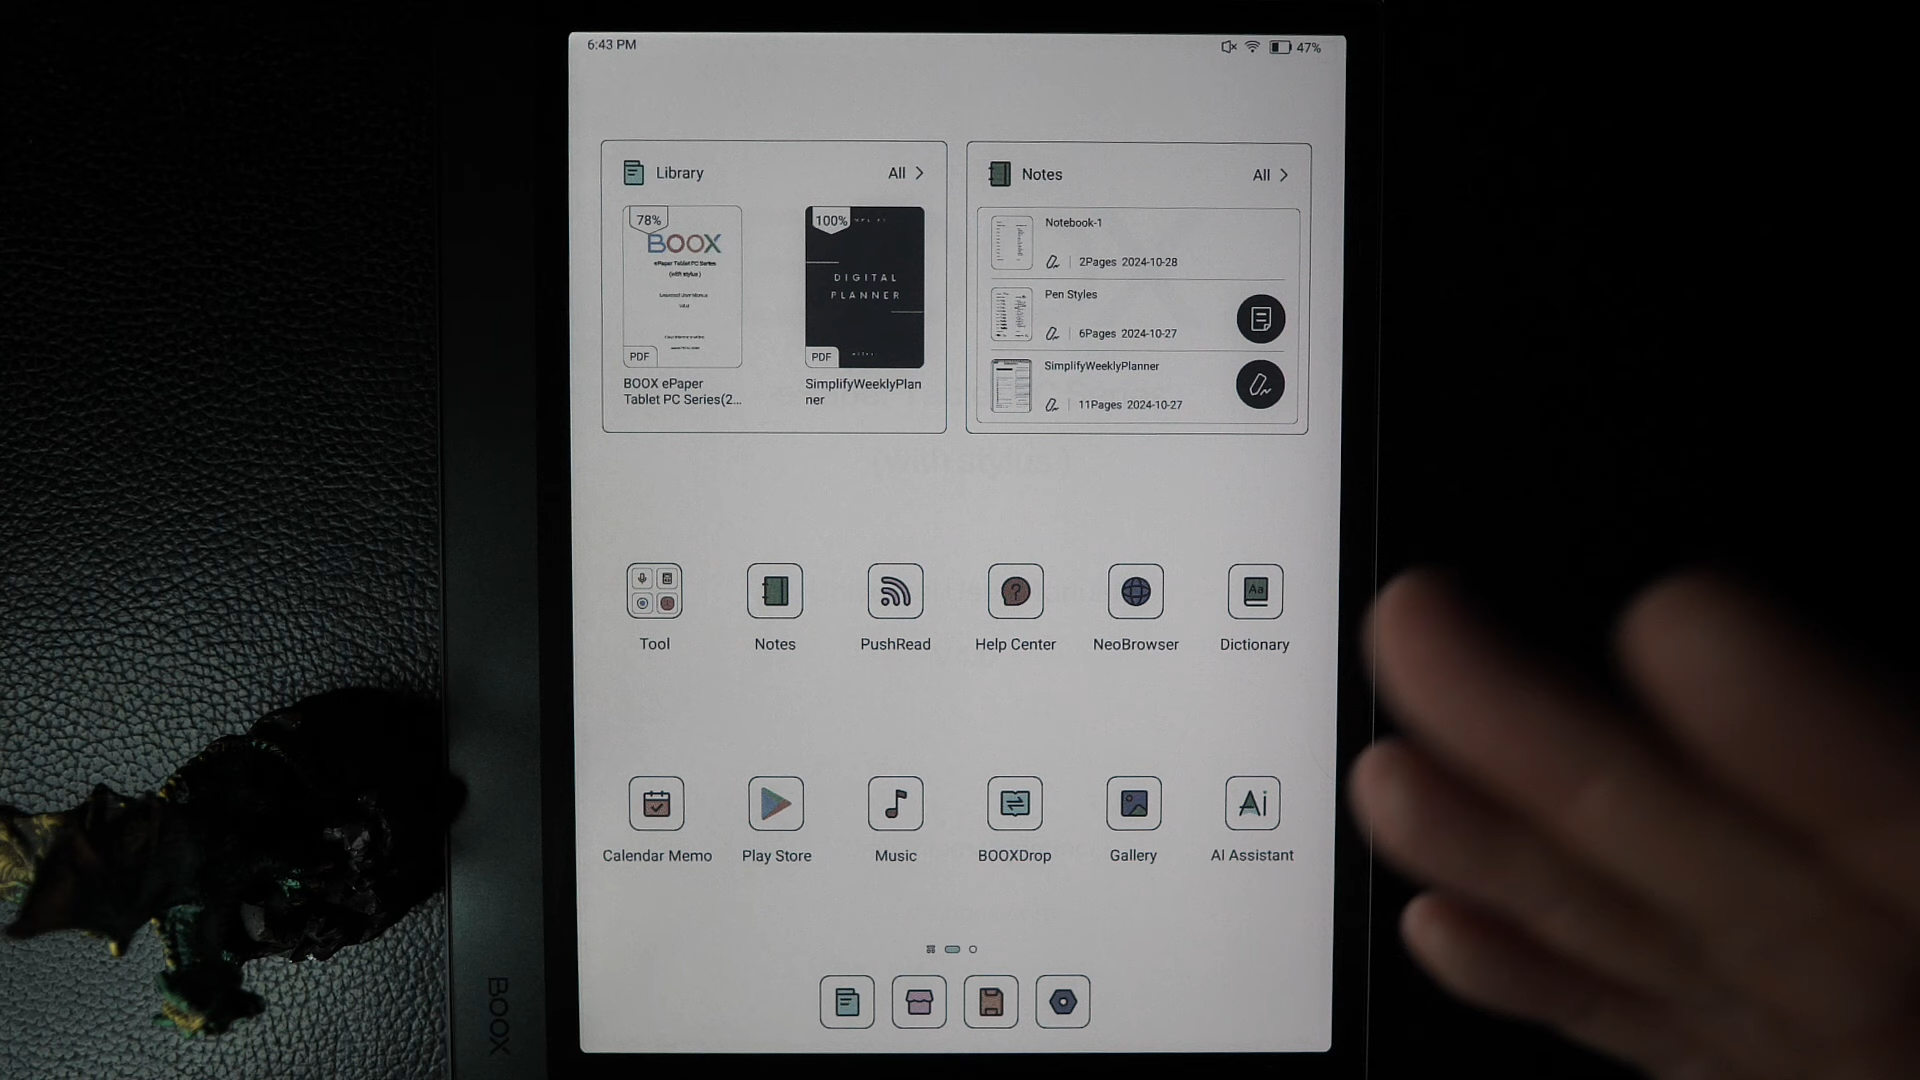 6:43 PM
47%
Library
All
Notes
All
78%
BOOX
ePaper Tablet PC Series
(with stylus)
PDF
BOOX ePaper
Tablet PC Series(2...
100%
DIGITAL
PLANNER
PDF
SimplifyWeeklyPlan
ner
Notebook-1
2Pages 2024-10-28
Pen Styles
6Pages 2024-10-27
SimplifyWeeklyPlanner
11Pages 2024-10-27
(with stylus)
Tool
Notes
PushRead
Help Center
NeoBrowser
Aa
Dictionary
Calendar Memo
Play Store
Music
BOOXDrop
Gallery
Ai
AI Assistant
BOOX